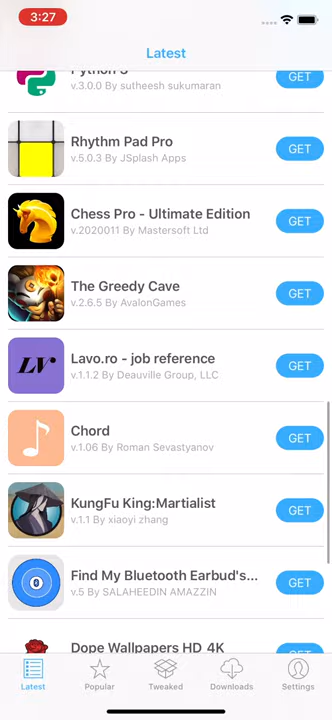 3:27
Latest
Python 3
v.3.0.0 By sutheesh sukumaran
GET
Rhythm Pad Pro
v.5.0.3 By JSplash Apps
GET
Chess Pro - Ultimate Edition
v.2020011 By Mastersoft Ltd
GET
The Greedy Cave
v.2.6.5 By AvalonGames
GET
LV
Lavo.ro - job reference
v.1.1.2 By Deauville Group, LLC
GET
Chord
v.1.06 By Roman Sevastyanov
GET
KungFu King:Martialist
v.1.1 By xiaoyi zhang
GET
Find My Bluetooth Earbud's...
v.5 By SALAHEEDIN AMAZZIN
GET
Dope Wallpapers HD 4K
GET
Latest
Popular
Tweaked
Downloads
Settings